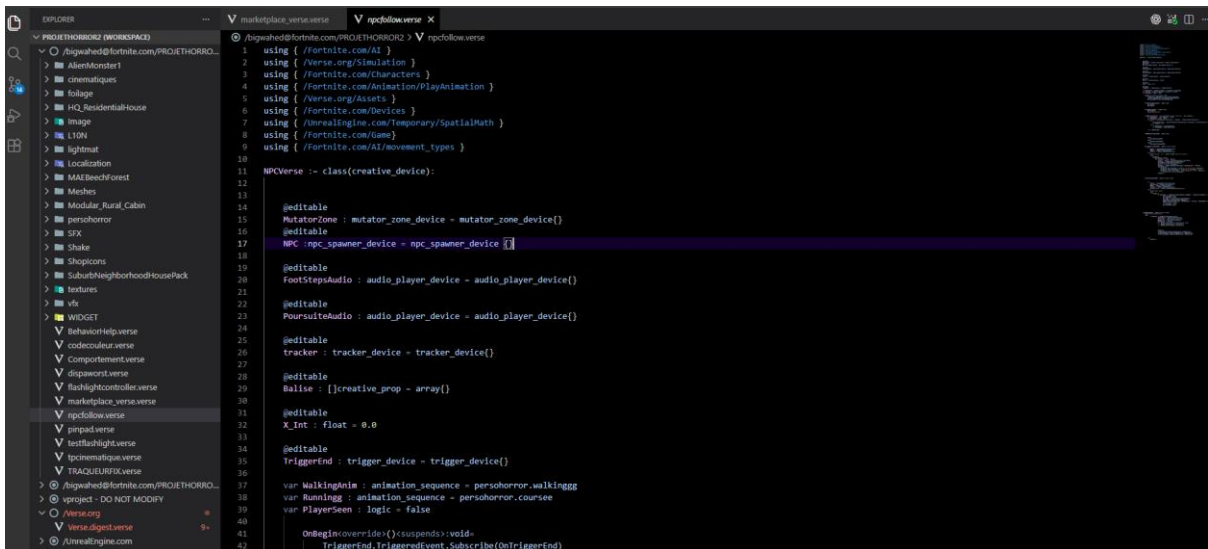 EXPLORER
PROJETHORROR2 (WORKSPACE)
/bigwahed@fortnite.com/PROJETHORRO...
AlienMonster1
cinematiques
foilage
HQ_ResidentialHouse
Image
L10N
lightmat
Localization
MAEBeechForest
Meshes
Modular_Rural_Cabin
persohorror
SFX
Shake
ShopIcons
SuburbNeighborhoodHousePack
textures
vfx
WIDGET
BehaviorHelp.verse
codecouleur.verse
Comportement.verse
dispaworst.verse
flashlightcontroller.verse
marketplace_verse.verse
npcfollow.verse
pinpad.verse
testflashlight.verse
tpcinematique.verse
TRAQUEURFIX.verse
/bigwahed@fortnite.com/PROJETHORRO...
vproject - DO NOT MODIFY
/Verse.org
Verse.digest.verse 9+
/UnrealEngine.com
marketplace_verse.verse
npcfollow.verse
/bigwahed@fortnite.com/PROJETHORROR2 > npcfollow.verse
1 using { /Fortnite.com/AI }
2 using { /Verse.org/Simulation }
3 using { /Fortnite.com/Characters }
4 using { /Fortnite.com/Animation/PlayAnimation }
5 using { /Verse.org/Assets }
6 using { /Fortnite.com/Devices }
7 using { /UnrealEngine.com/Temporary/SpatialMath }
8 using { /Fortnite.com/Game}
9 using { /Fortnite.com/AI/movement_types }
10
11 NPCVerse := class(creative_device):
12
13
14 @editable
15 MutatorZone : mutator_zone_device = mutator_zone_device{}
16 @editable
17 NPC :npc_spawner_device = npc_spawner_device {}
18
19 @editable
20 FootStepsAudio : audio_player_device = audio_player_device{}
21
22 @editable
23 PoursuiteAudio : audio_player_device = audio_player_device{}
24
25 @editable
26 tracker : tracker_device = tracker_device{}
27
28 @editable
29 Balise : []creative_prop = array{}
30
31 @editable
32 X_Int : float = 0.0
33
34 @editable
35 TriggerEnd : trigger_device = trigger_device{}
36
37 var WalkingAnim : animation_sequence = persohorror.walkinggg
38 var Runningg : animation_sequence = persohorror.coursee
39 var PlayerSeen : logic = false
40
41 OnBegin<override>()<suspends>:void=
42 TriggerEnd.TriggeredEvent.Subscribe(OnTriggerEnd)